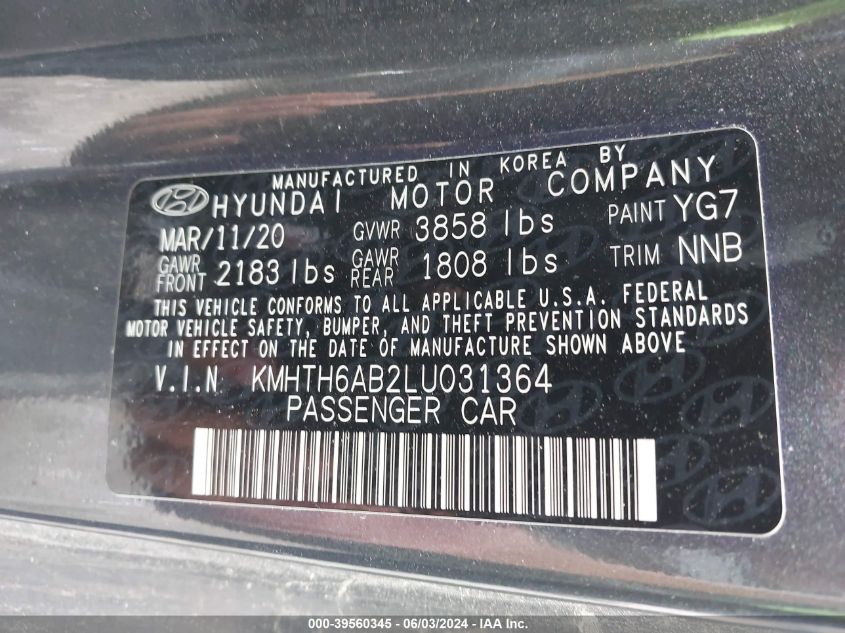 MANUFACTURED IN KOREA BY
HYUNDAI MOTOR COMPANY
MAR/11/20 GVWR 3858 lbs PAINT YG7
GAWR FRONT 2183 lbs GAWR REAR 1808 lbs TRIM NNB
THIS VEHICLE CONFORMS TO ALL APPLICABLE U.S.A. FEDERAL
MOTOR VEHICLE SAFETY, BUMPER, AND THEFT PREVENTION STANDARDS
IN EFFECT ON THE DATE OF MANUFACTURE SHOWN ABOVE
V.I.N KMHTH6AB2LU031364
PASSENGER CAR
000-39560345 - 06/03/2024 - IAA Inc.